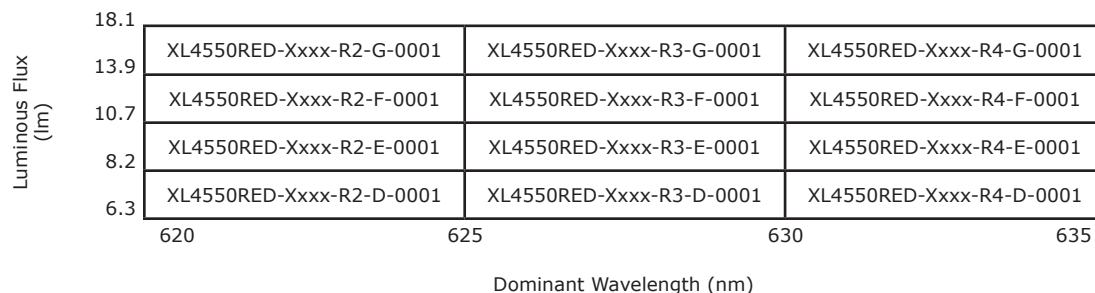 18.1
XL4550RED-Xxxx-R2-G-0001 XL4550RED-Xxxx-R3-G-0001 XL4550RED-Xxxx-R4-G-0001
13.9
XL4550RED-Xxxx-R2-F-0001 XL4550RED-Xxxx-R3-F-0001 XL4550RED-Xxxx-R4-F-0001
10.7
XL4550RED-Xxxx-R2-E-0001 XL4550RED-Xxxx-R3-E-0001 XL4550RED-Xxxx-R4-E-0001
8.2
XL4550RED-Xxxx-R2-D-0001 XL4550RED-Xxxx-R3-D-0001 XL4550RED-Xxxx-R4-D-0001
6.3
Luminous Flux
(lm)
620 625 630 635
Dominant Wavelength (nm)